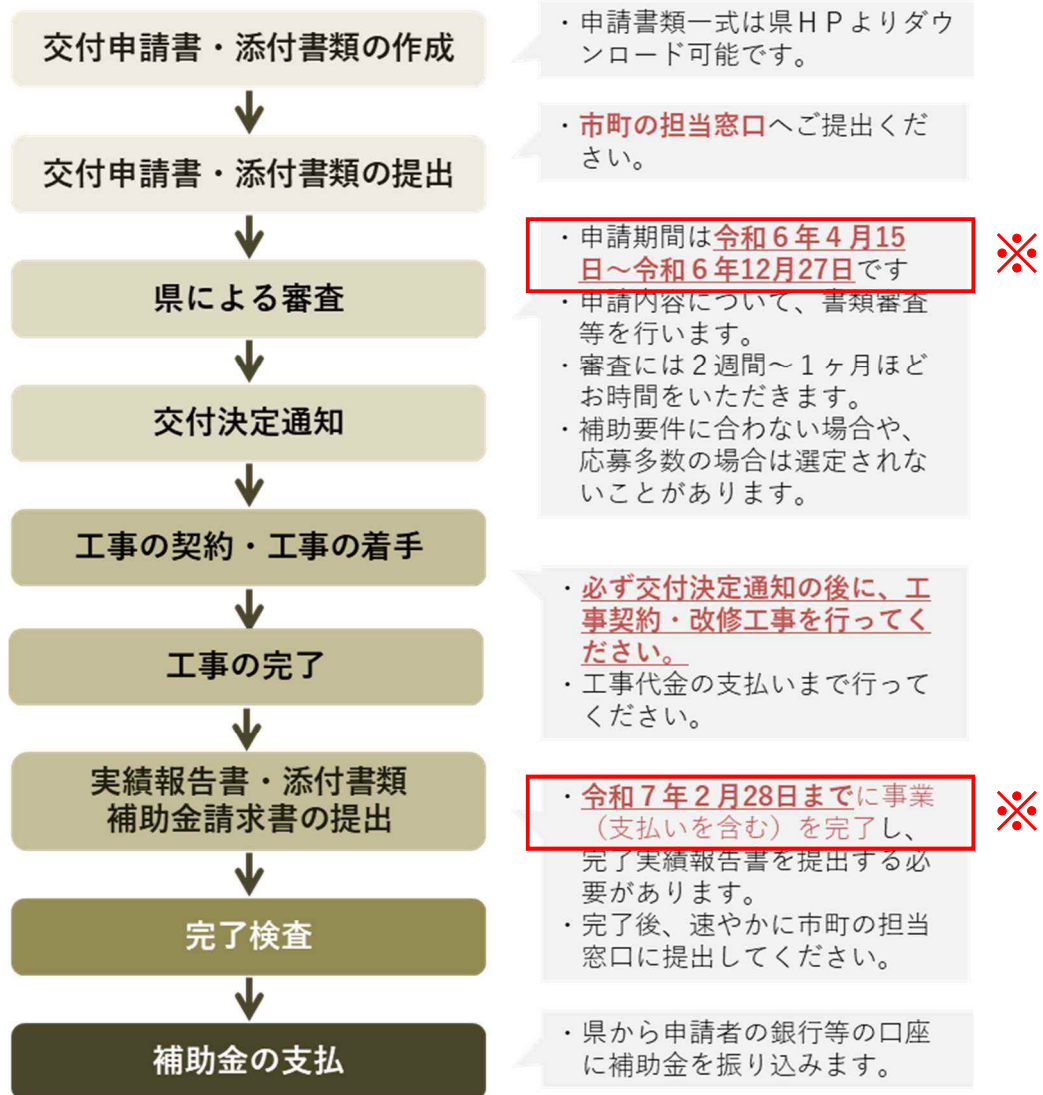 交付申請書・添付書類の作成
・申請書類一式は県ＨＰよりダウ
ンロード可能です。
交付申請書・添付書類の提出
・市町の担当窓口へご提出くだ
さい。
県による審査
・申請期間は令和６年４月15
日～令和６年12月27日です
※
・申請内容について、書類審査
等を行います。
・審査には２週間～１ヶ月ほど
お時間をいただきます。
・補助要件に合わない場合や、
応募多数の場合は選定されな
いことがあります。
交付決定通知
工事の契約・工事の着手
・必ず交付決定通知の後に、工
事契約・改修工事を行ってく
ださい。
・工事代金の支払いまで行って
ください。
工事の完了
実績報告書・添付書類
補助金請求書の提出
・令和７年２月28日までに事業
（支払いを含む）を完了し、
※
完了実績報告書を提出する必
要があります。
・完了後、速やかに市町の担当
窓口に提出してください。
完了検査
補助金の支払
・県から申請者の銀行等の口座
に補助金を振り込みます。